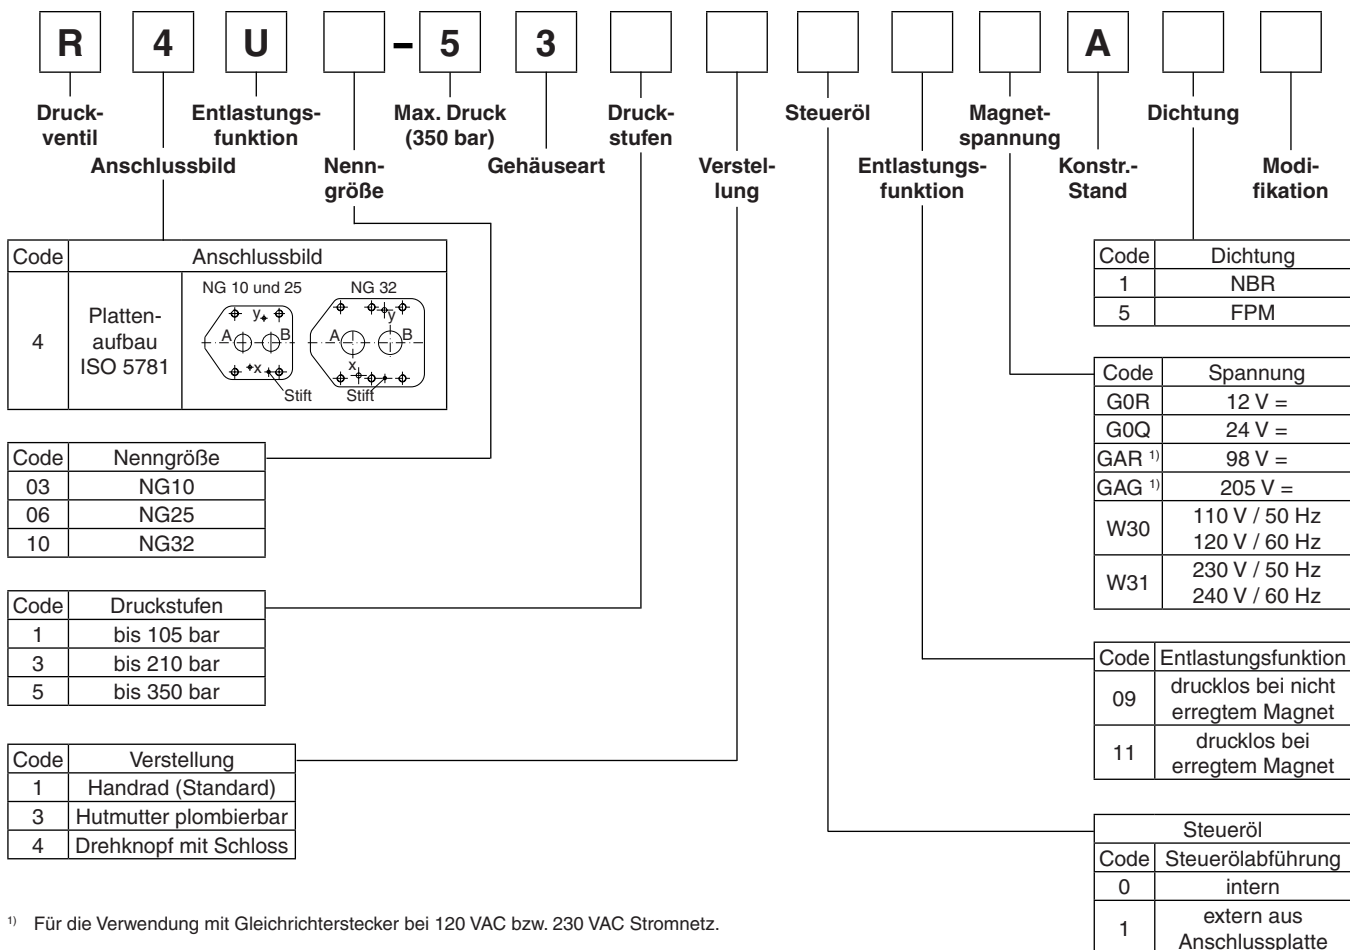 R 4 U – 5 3 A
Druck-
ventil
Anschlussbild
Entlastungs-
funktion
Nenn-
größe
Max. Druck
(350 bar)
Gehäuseart
Druck-
stufen
Verstel-
lung
Steueröl
Entlastungs-
funktion
Magnet-
spannung
Konstr.-
Stand
Dichtung
Modi-
fikation
Code Anschlussbild
4
Platten-
aufbau
ISO 5781
NG 10 und 25
y
A B
x
Stift
NG 32
y
A B
x
Stift
Code Nenngröße
03 NG10
06 NG25
10 NG32
Code Druckstufen
1 bis 105 bar
3 bis 210 bar
5 bis 350 bar
Code Verstellung
1 Handrad (Standard)
3 Hutmutter plombierbar
4 Drehknopf mit Schloss
Code Dichtung
1 NBR
5 FPM
Code Spannung
G0R 12 V =
G0Q 24 V =
GAR 1) 98 V =
GAG 1) 205 V =
W30
110 V / 50 Hz
120 V / 60 Hz
W31
230 V / 50 Hz
240 V / 60 Hz
Code Entlastungsfunktion
09
drucklos bei nicht
erregtem Magnet
11
drucklos bei
erregtem Magnet
Steueröl
Code Steuerölabführung
0 intern
1
extern aus
Anschlussplatte
1) Für die Verwendung mit Gleichrichterstecker bei 120 VAC bzw. 230 VAC Stromnetz.